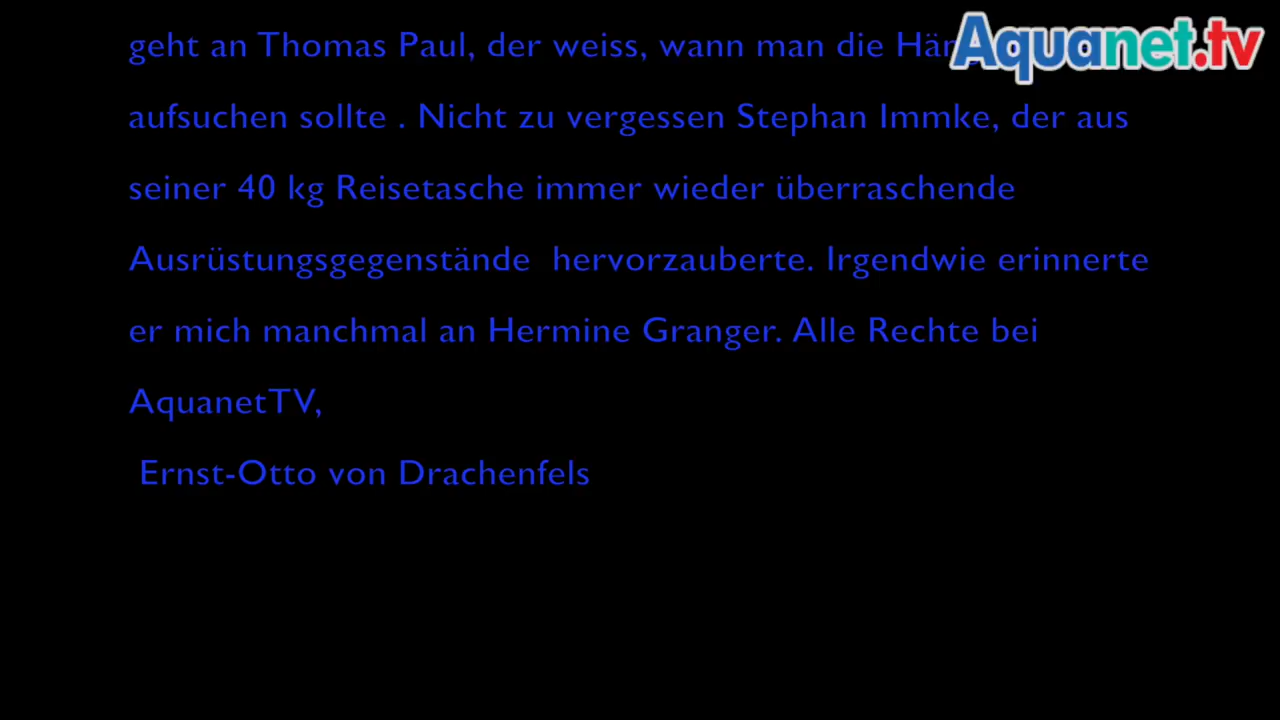 geht an Thomas Paul, der weiss, wann man die
Aquanet.tv
aufsuchen sollte . Nicht zu vergessen Stephan Immke, der aus
seiner 40 kg Reisetasche immer wieder überraschende
Ausrüstungsgegenstände hervorzauberte. Irgendwie erinnerte
er mich manchmal an Hermine Granger. Alle Rechte bei
AquanetTV,
Ernst-Otto von Drachenfels